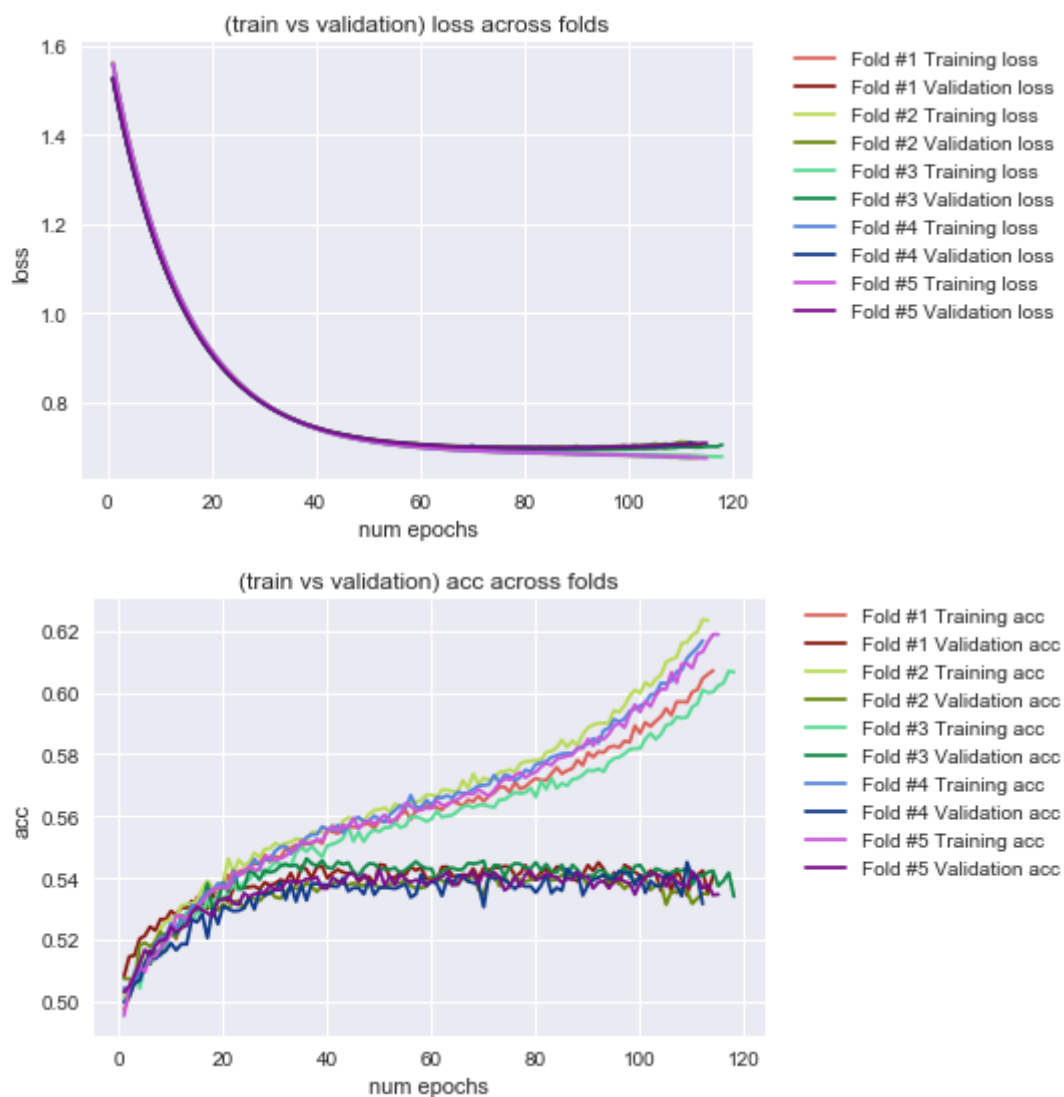 (train vs validation) loss across folds
1.6
1.4
1.2
1.0
0.8
loss
0
20
40
60
80
100
120
num epochs
Fold #1 Training loss
Fold #1 Validation loss
Fold #2 Training loss
Fold #2 Validation loss
Fold #3 Training loss
Fold #3 Validation loss
Fold #4 Training loss
Fold #4 Validation loss
Fold #5 Training loss
Fold #5 Validation loss
(train vs validation) acc across folds
0.62
0.60
0.58
0.56
0.54
0.52
0.50
acc
0
20
40
60
80
100
120
num epochs
Fold #1 Training acc
Fold #1 Validation acc
Fold #2 Training acc
Fold #2 Validation acc
Fold #3 Training acc
Fold #3 Validation acc
Fold #4 Training acc
Fold #4 Validation acc
Fold #5 Training acc
Fold #5 Validation acc